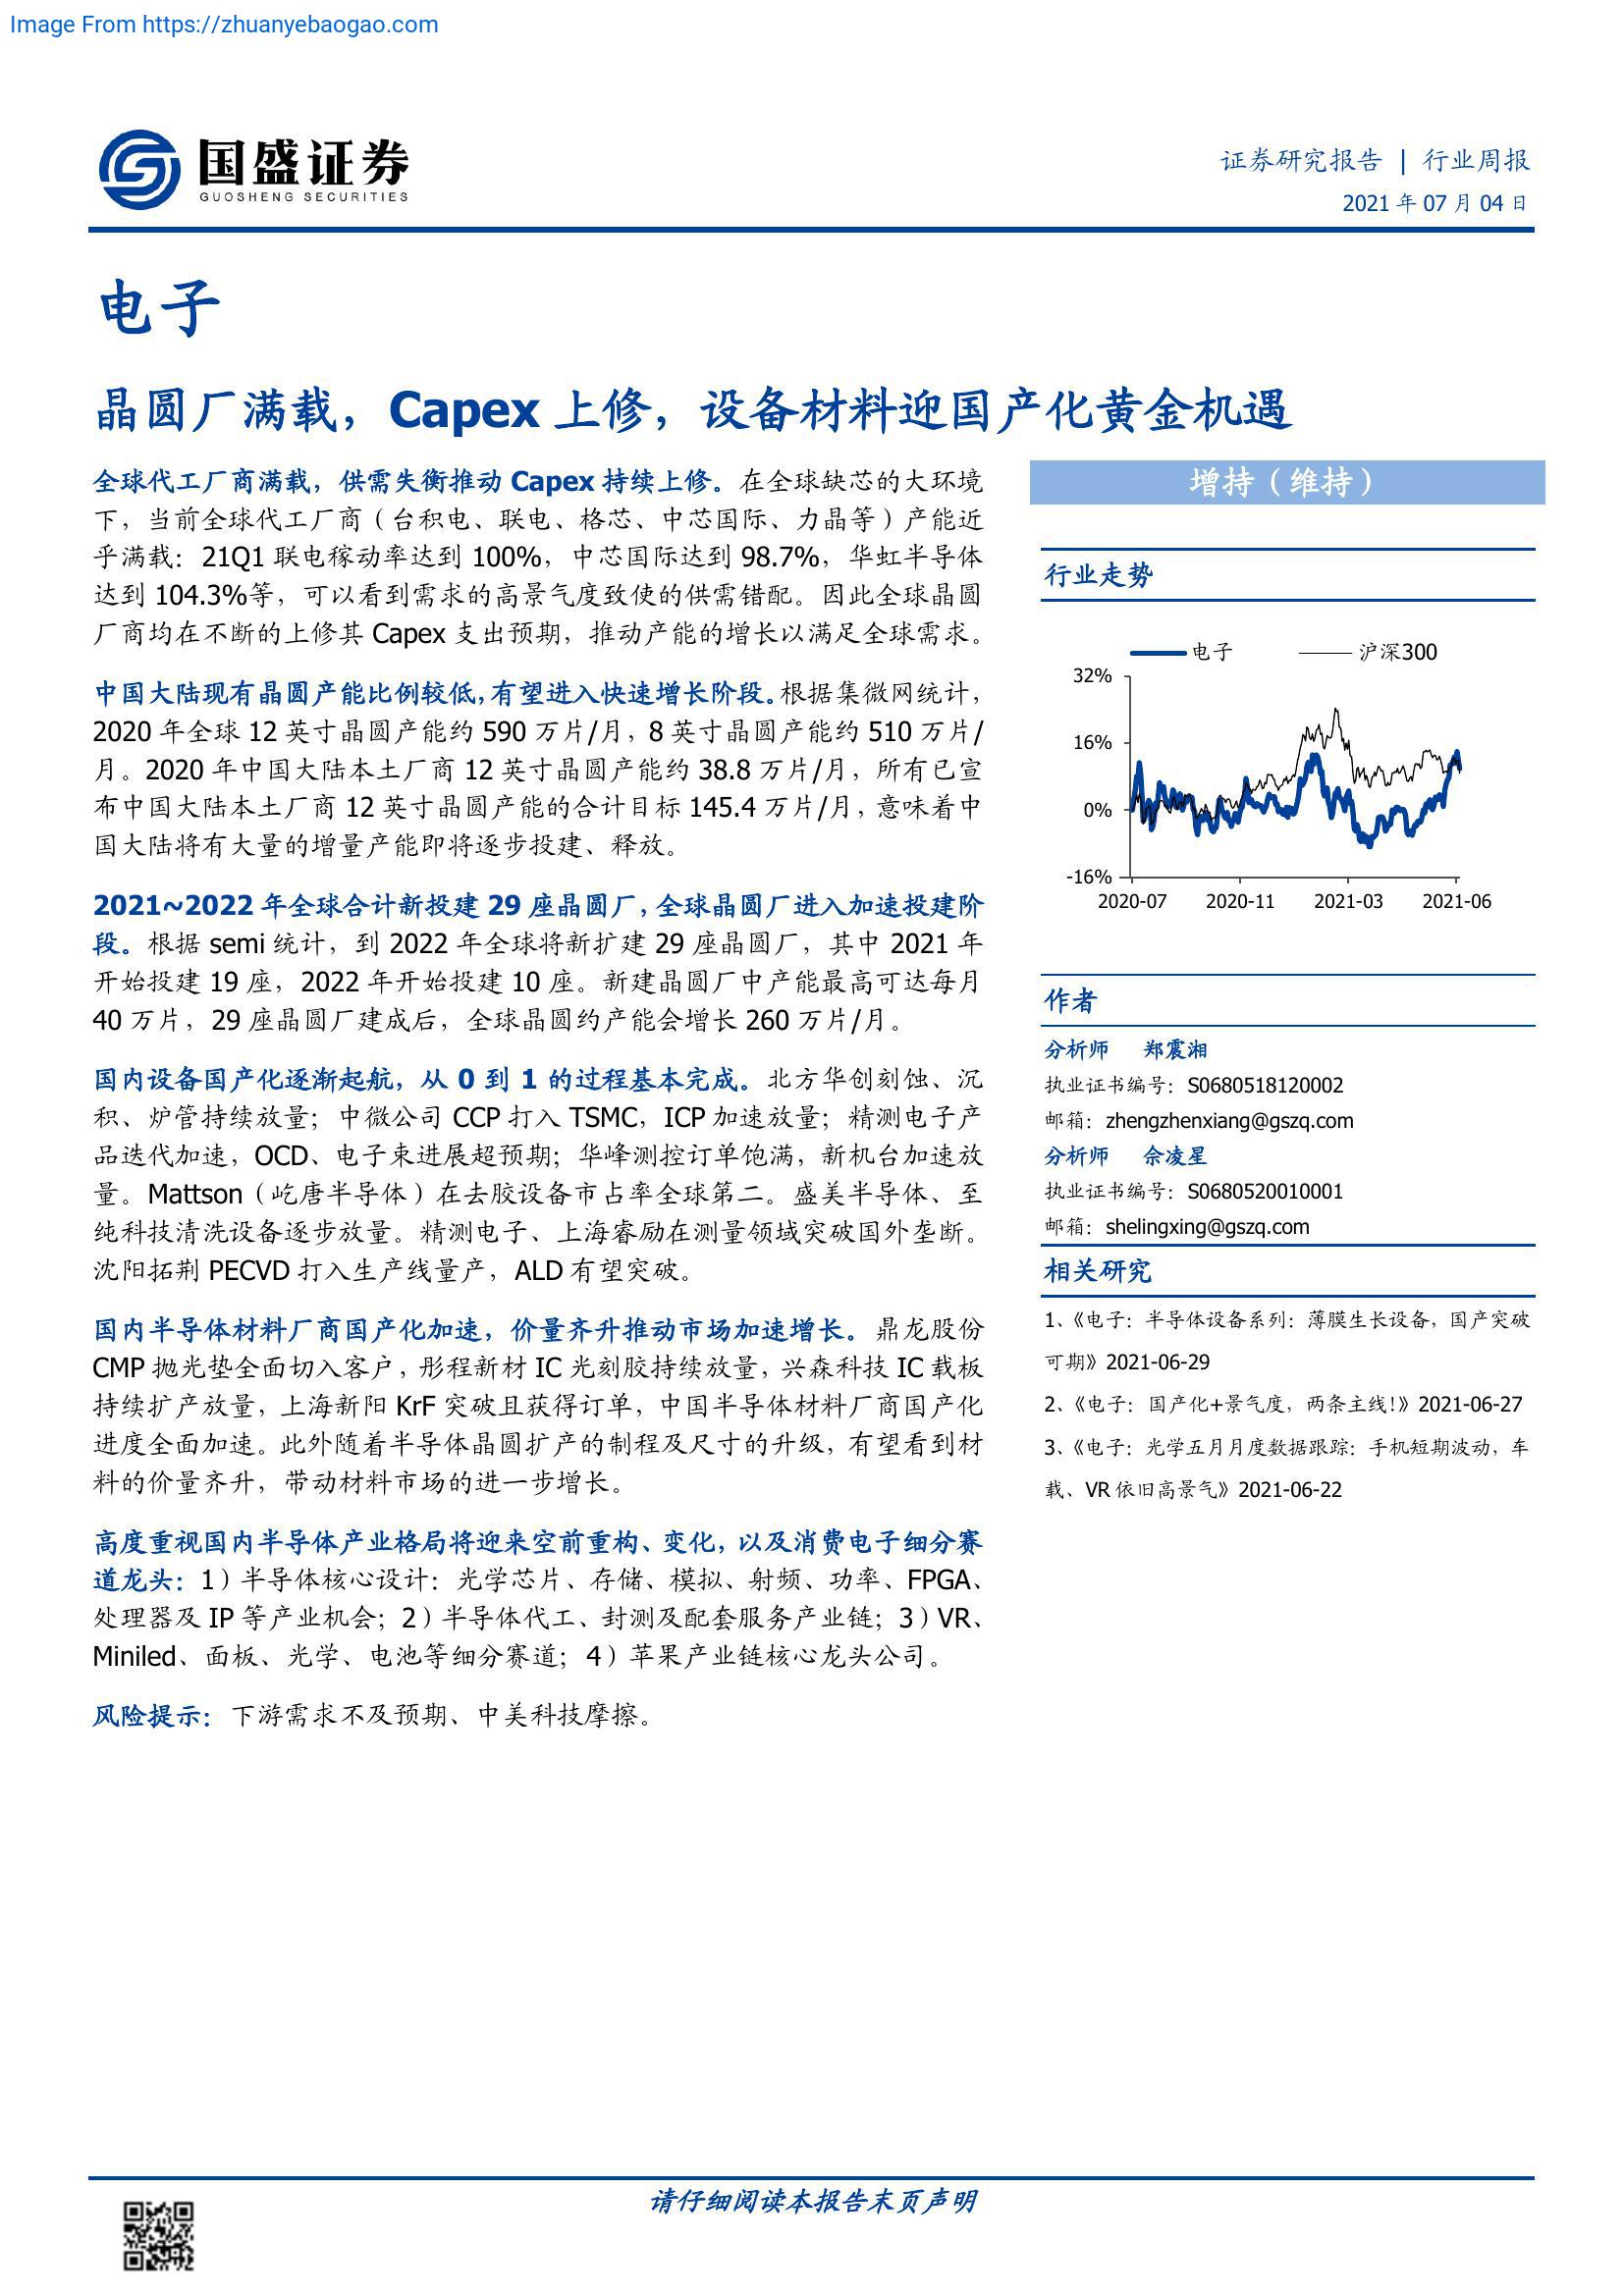 Image From https://zhuanyebaogao.com
国盛证券
GUOSHENG SECURITIES
证券研究报告 | 行业周报
2021 年 07 月 04 日
电子
晶圆厂满载，Capex 上修，设备材料迎国产化黄金机遇
全球代工厂商满载，供需失衡推动 Capex 持续上修。在全球缺芯的大环境
下，当前全球代工厂商（台积电、联电、格芯、中芯国际、力晶等）产能近
乎满载：21Q1 联电稼动率达到 100%，中芯国际达到 98.7%，华虹半导体
达到 104.3%等，可以看到需求的高景气度致使的供需错配。因此全球晶圆
厂商均在不断的上修其 Capex 支出预期，推动产能的增长以满足全球需求。
中国大陆现有晶圆产能比例较低，有望进入快速增长阶段。根据集微网统计，
2020 年全球 12 英寸晶圆产能约 590 万片/月，8 英寸晶圆产能约 510 万片/
月。2020 年中国大陆本土厂商 12 英寸晶圆产能约 38.8 万片/月，所有已宣
布中国大陆本土厂商 12 英寸晶圆产能的合计目标 145.4 万片/月，意味着中
国大陆将有大量的增量产能即将逐步投建、释放。
2021~2022 年全球合计新投建 29 座晶圆厂，全球晶圆厂进入加速投建阶
段。根据 semi 统计，到 2022 年全球将新扩建 29 座晶圆厂，其中 2021 年
开始投建 19 座，2022 年开始投建 10 座。新建晶圆厂中产能最高可达每月
40 万片，29 座晶圆厂建成后，全球晶圆约产能会增长 260 万片/月。
国内设备国产化逐渐起航，从 0 到 1 的过程基本完成。北方华创刻蚀、沉
积、炉管持续放量；中微公司 CCP 打入 TSMC，ICP 加速放量；精测电子产
品迭代加速，OCD、电子束进展超预期；华峰测控订单饱满，新机台加速放
量。Mattson（屹唐半导体）在去胶设备市占率全球第二。盛美半导体、至
纯科技清洗设备逐步放量。精测电子、上海睿励在测量领域突破国外垄断。
沈阳拓荆 PECVD 打入生产线量产，ALD 有望突破。
国内半导体材料厂商国产化加速，价量齐升推动市场加速增长。鼎龙股份
CMP 抛光垫全面切入客户，彤程新材 IC 光刻胶持续放量，兴森科技 IC 载板
持续扩产放量，上海新阳 KrF 突破且获得订单，中国半导体材料厂商国产化
进度全面加速。此外随着半导体晶圆扩产的制程及尺寸的升级，有望看到材
料的价量齐升，带动材料市场的进一步增长。
高度重视国内半导体产业格局将迎来空前重构、变化，以及消费电子细分赛
道龙头：1）半导体核心设计：光学芯片、存储、模拟、射频、功率、FPGA、
处理器及 IP 等产业机会；2）半导体代工、封测及配套服务产业链；3）VR、
Miniled、面板、光学、电池等细分赛道；4）苹果产业链核心龙头公司。
风险提示：下游需求不及预期、中美科技摩擦。
增持（维持）
行业走势
电子 沪深300
32%
16%
0%
-16%
2020-07 2020-11 2021-03 2021-06
作者
分析师 郑震湘
执业证书编号：S0680518120002
邮箱：zhengzhenxiang@gszq.com
分析师 佘凌星
执业证书编号：S0680520010001
邮箱：shelingxing@gszq.com
相关研究
1、《电子：半导体设备系列：薄膜生长设备，国产突破
可期》2021-06-29
2、《电子：国产化+景气度，两条主线!》2021-06-27
3、《电子：光学五月月度数据跟踪：手机短期波动，车
载、VR 依旧高景气》2021-06-22
请仔细阅读本报告末页声明